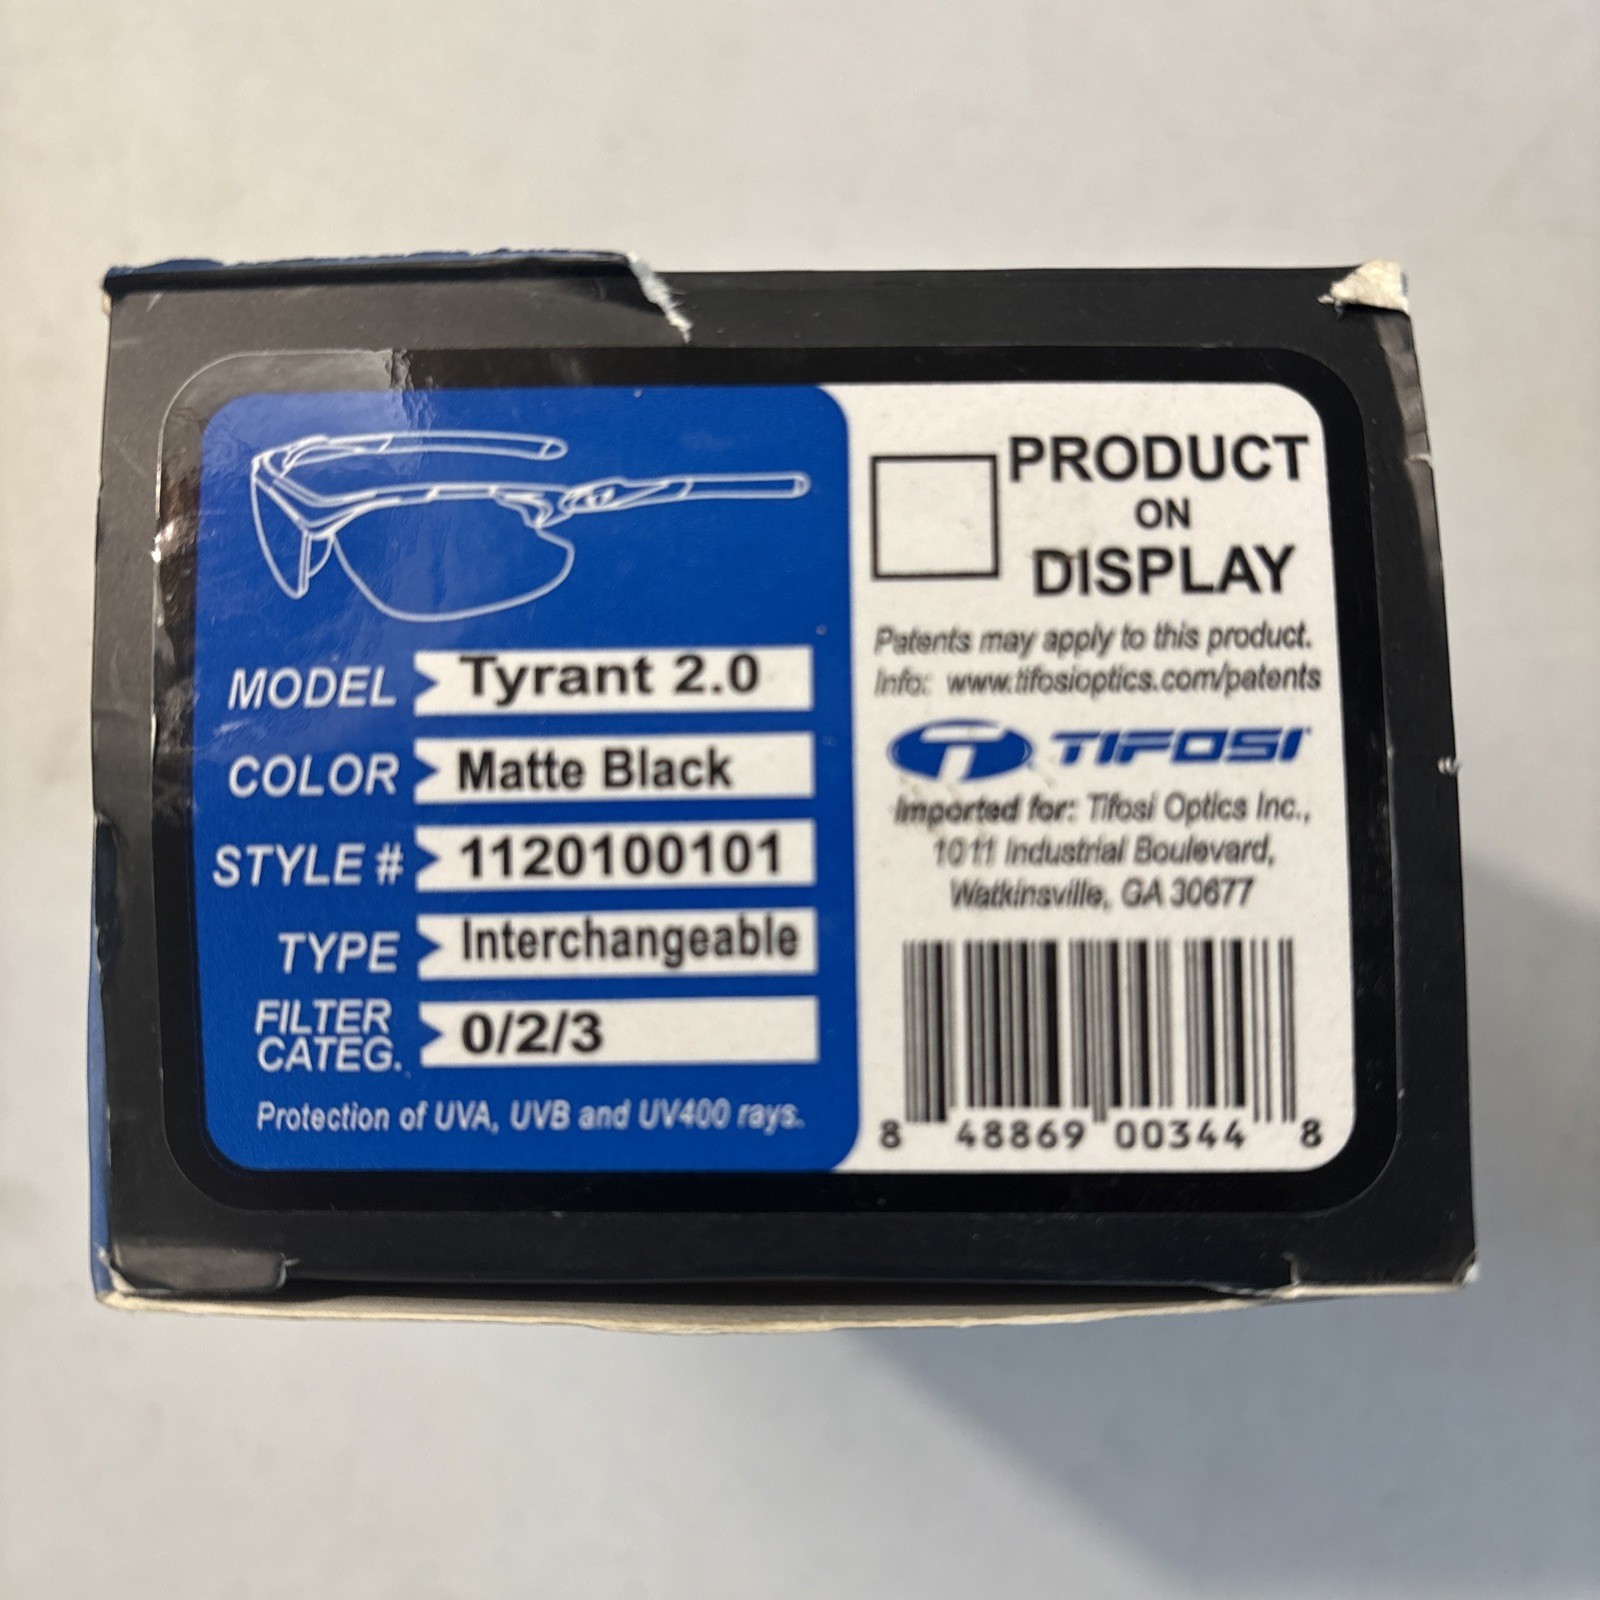 MODEL Tyrant 2.0
COLOR Matte Black
STYLE # 1120100101
TYPE Interchangeable
FILTER
CATEG. 0/2/3
Protection of UVA, UVB and UV400 rays.
PRODUCT
ON
DISPLAY
Patents may apply to this product.
Info: www.tifosioptics.com/patents
TIFOSI
Imported for: Tifosi Optics Inc.,
1011 Industrial Boulevard,
Watkinsville, GA 30677
8 48869 00344 8